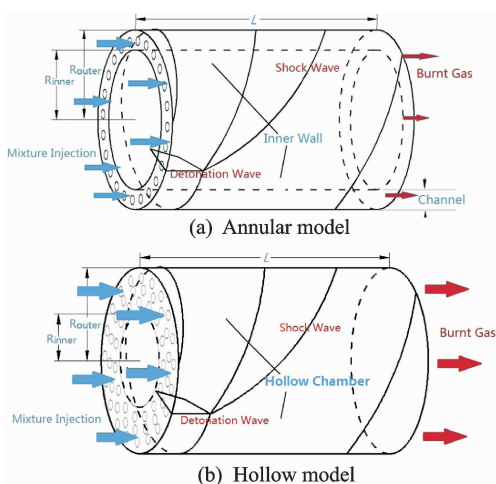 L
Router
Rinner
Shock Wave
Burnt Gas
Inner Wall
Mixture Injection
Detonation Wave
Channel
(a) Annular model
L
Router
Rinner
Shock Wave
Burnt Gas
Hollow Chamber
Mixture Injection
Detonation Wave
(b) Hollow model